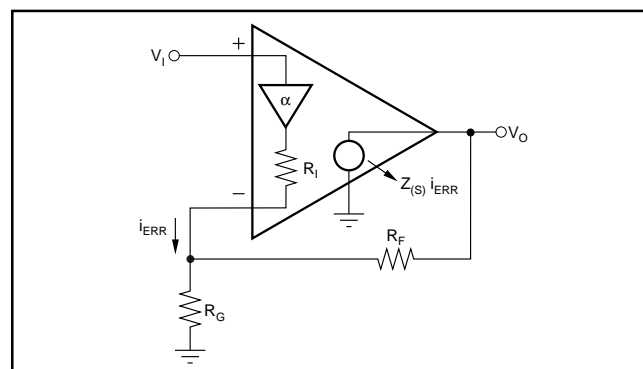 +
V_I
α
V_O
R_I
Z_(S) i_ERR
−
i_ERR
R_F
R_G